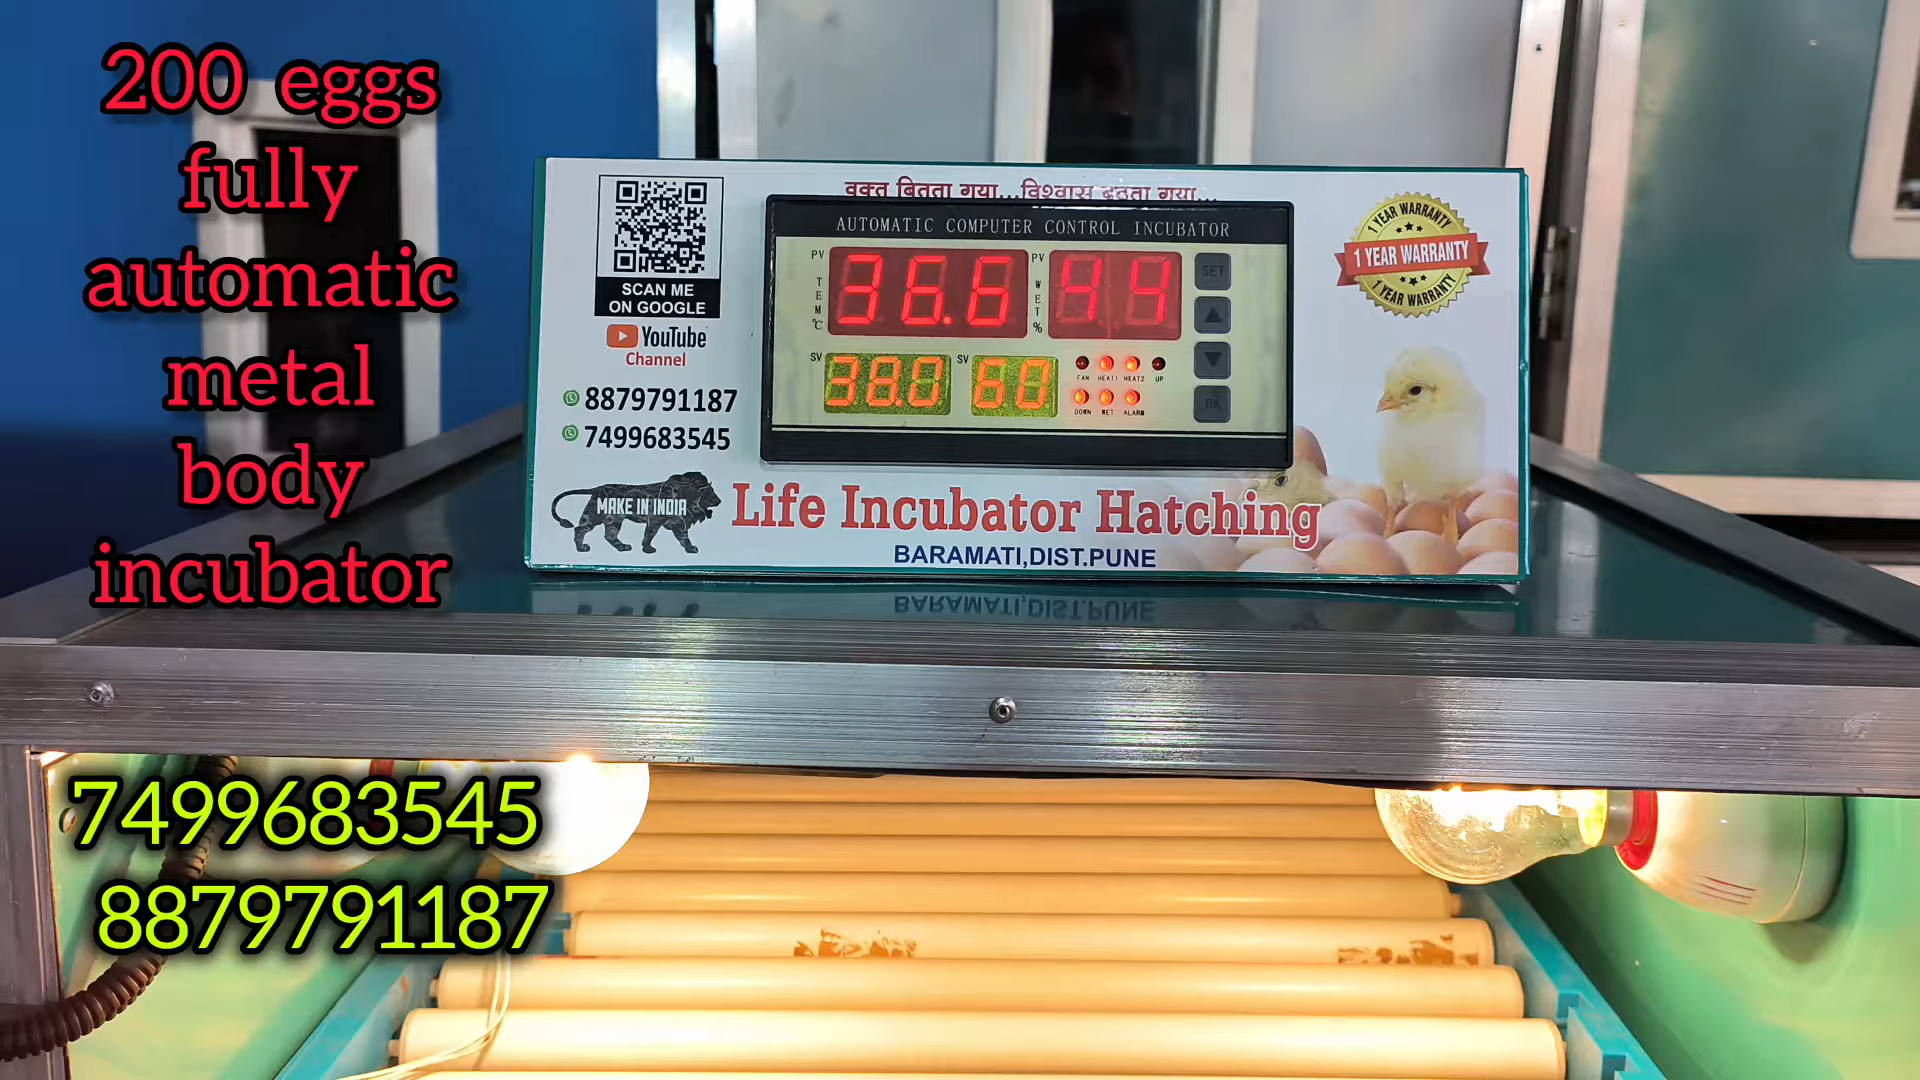 200 eggs
fully
automatic
metal
body
incubator
वक्त बितता गया...विश्वास बढता गया...
SCAN ME
ON GOOGLE
YouTube
Channel
8879791187
7499683545
AUTOMATIC COMPUTER CONTROL INCUBATOR
PV
TEM
℃
36.6
PV
WET
%
44
SET
SV
38.0
SV
60
FAN HEAT1 HEAT2 UP
DOWN WET ALARM
OK
1 YEAR WARRANTY
1 YEAR WARRANTY
1 YEAR WARRANTY
MAKE IN INDIA
Life Incubator Hatching
BARAMATI,DIST.PUNE
7499683545
8879791187